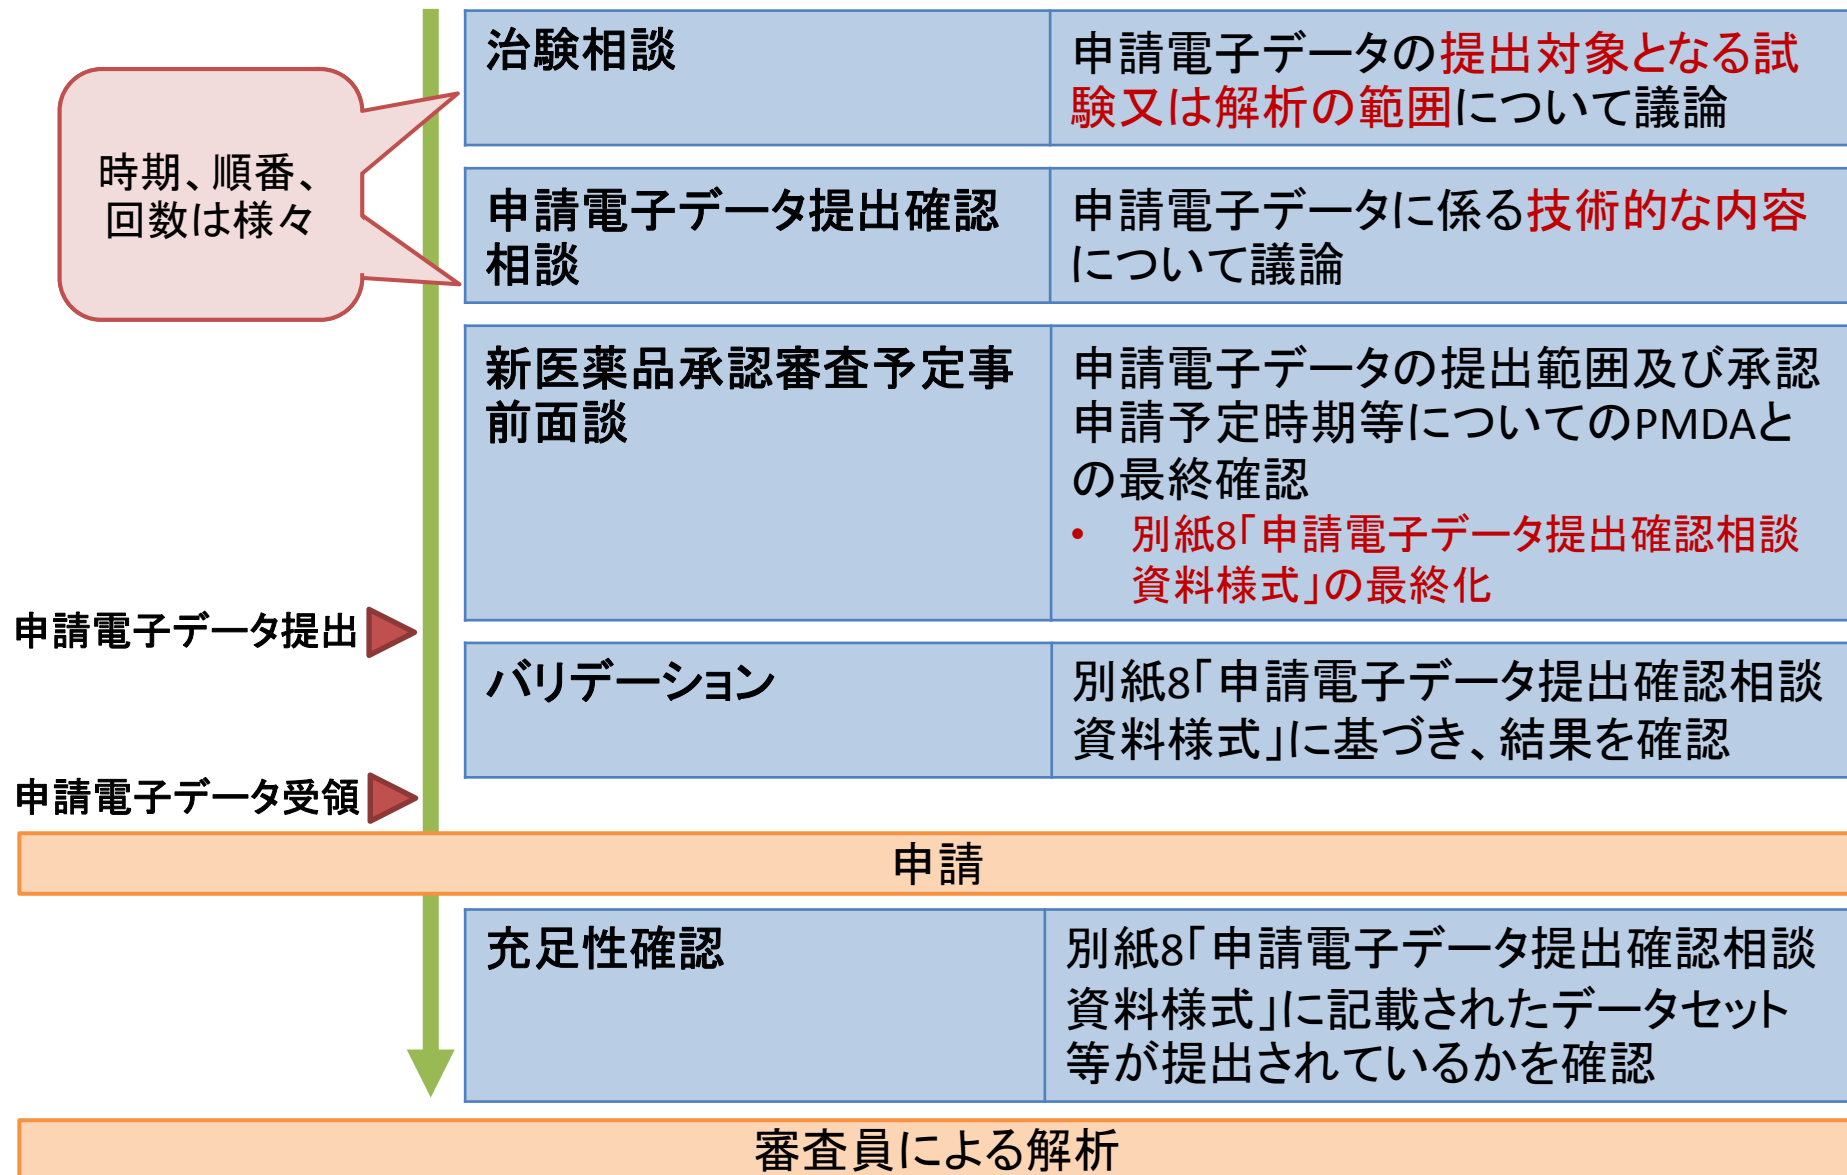 治験相談
申請電子データの提出対象となる試
験又は解析の範囲について議論
時期、順番、
回数は様々
申請電子データ提出確認
相談
申請電子データに係る技術的な内容
について議論
新医薬品承認審査予定事
前面談
申請電子データの提出範囲及び承認
申請予定時期等についてのPMDAと
の最終確認
• 別紙8「申請電子データ提出確認相談
資料様式」の最終化
申請電子データ提出
バリデーション
別紙8「申請電子データ提出確認相談
資料様式」に基づき、結果を確認
申請電子データ受領
申請
充足性確認
別紙8「申請電子データ提出確認相談
資料様式」に記載されたデータセット
等が提出されているかを確認
審査員による解析